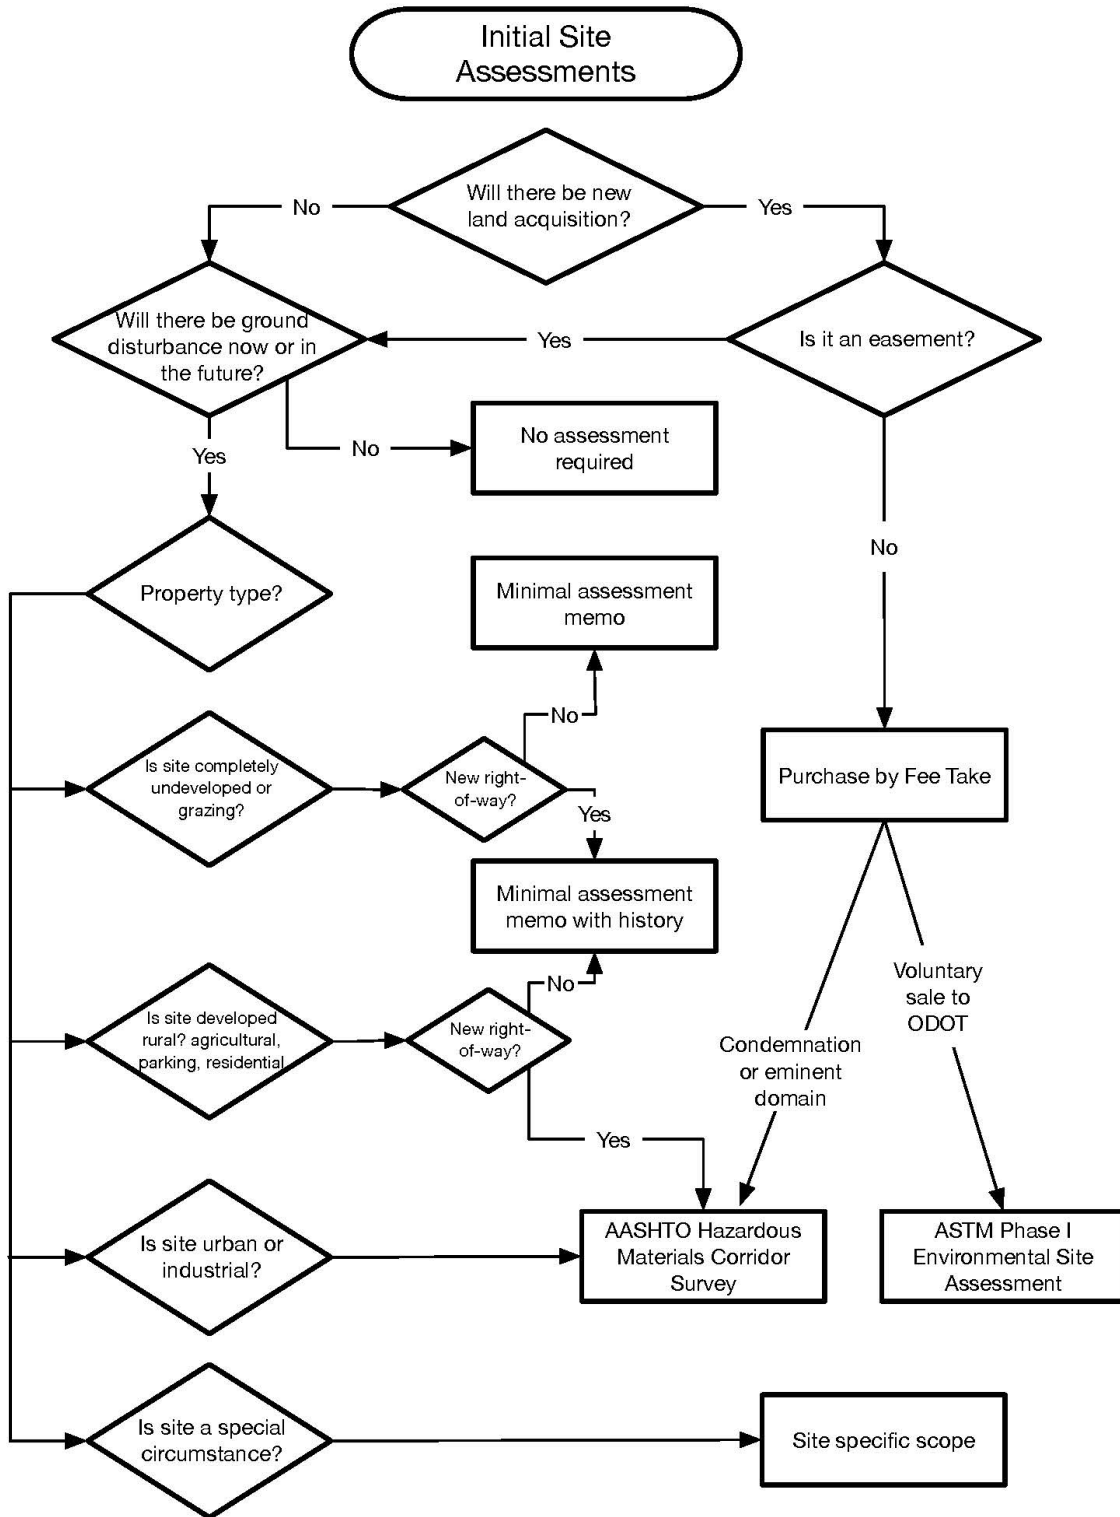 Initial Site
Assessments
Will there be new
land acquisition?
No
Yes
Will there be ground
disturbance now or in
the future?
Yes
Is it an easement?
No
No assessment
required
Yes
No
Property type?
Minimal assessment
memo
No
Is site completely
undeveloped or
grazing?
New right-
of-way?
Yes
Purchase by Fee Take
Minimal assessment
memo with history
No
Is site developed
rural? agricultural,
parking, residential
New right-
of-way?
Voluntary
sale to
ODOT
Condemnation
or eminent
domain
Yes
Is site urban or
industrial?
AASHTO Hazardous
Materials Corridor
Survey
ASTM Phase I
Environmental Site
Assessment
Is site a special
circumstance?
Site specific scope